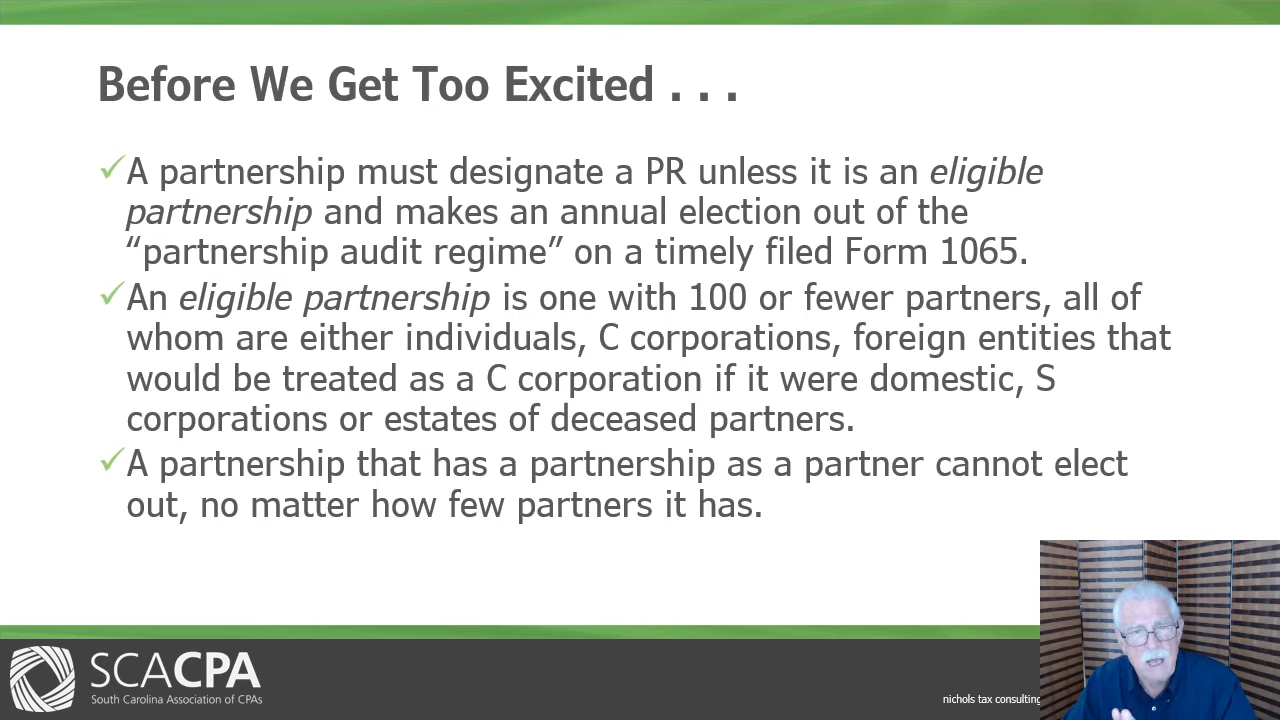 Before We Get Too Excited . . .
✓A partnership must designate a PR unless it is an eligible
partnership and makes an annual election out of the
“partnership audit regime” on a timely filed Form 1065.
✓An eligible partnership is one with 100 or fewer partners, all of
whom are either individuals, C corporations, foreign entities that
would be treated as a C corporation if it were domestic, S
corporations or estates of deceased partners.
✓A partnership that has a partnership as a partner cannot elect
out, no matter how few partners it has.
SCACPA
South Carolina Association of CPAs
nichols tax consulting